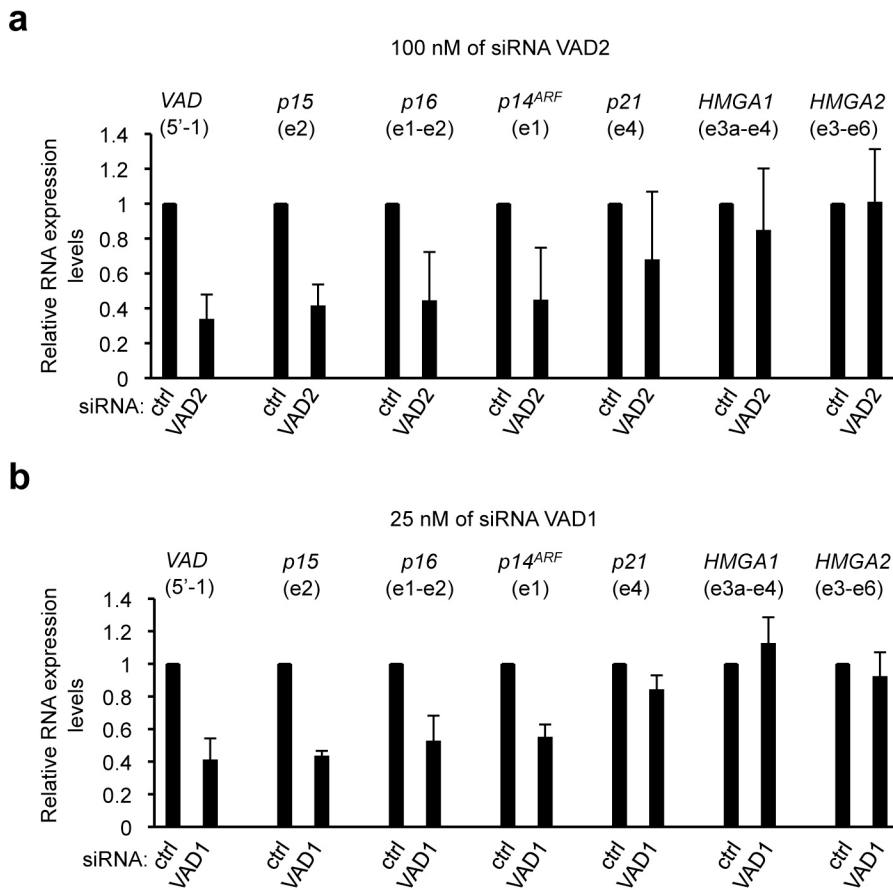 a
100 nM of siRNA VAD2
VAD p15 p16 p14ARF p21 HMGA1 HMGA2
(5'-1) (e2) (e1-e2) (e1) (e4) (e3a-e4) (e3-e6)
Relative RNA expression
levels
1.4
1.2
1
0.8
0.6
0.4
0.2
0
siRNA: ctrl VAD2 ctrl VAD2 ctrl VAD2 ctrl VAD2 ctrl VAD2 ctrl VAD2 ctrl VAD2
b
25 nM of siRNA VAD1
VAD p15 p16 p14ARF p21 HMGA1 HMGA2
(5'-1) (e2) (e1-e2) (e1) (e4) (e3a-e4) (e3-e6)
Relative RNA expression
levels
1.4
1.2
1
0.8
0.6
0.4
0.2
0
siRNA: ctrl VAD1 ctrl VAD1 ctrl VAD1 ctrl VAD1 ctrl VAD1 ctrl VAD1 ctrl VAD1